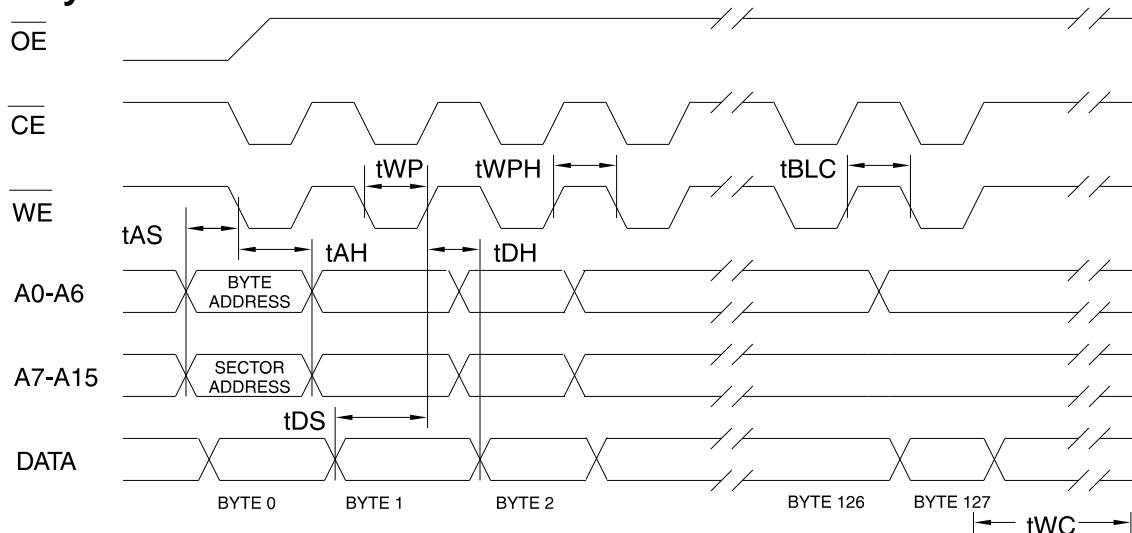 OE
CE
tWP
tWPH
tBLC
WE
tAS
tAH
tDH
A0-A6
BYTE
ADDRESS
A7-A15
SECTOR
ADDRESS
tDS
DATA
BYTE 0
BYTE 1
BYTE 2
BYTE 126
BYTE 127
tWC